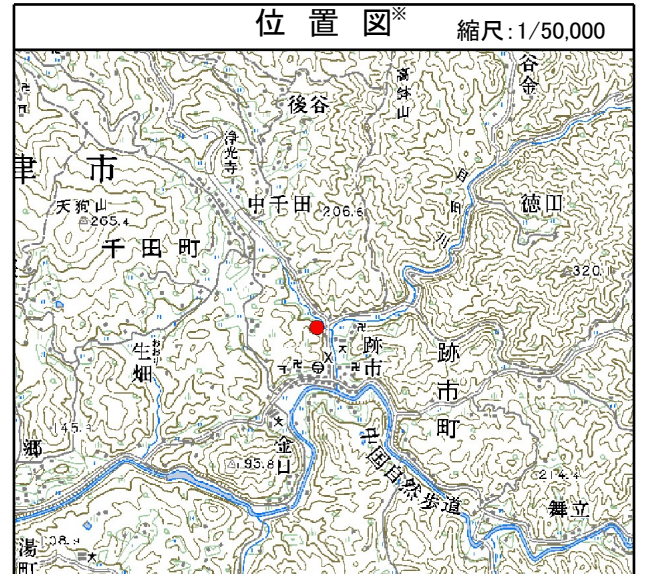 位置図※
縮尺：1/50,000
谷金
後谷
高鉢山
浄光寺
津市
天狗山
265.4
中千田
206.6
徳田
千田町
320.1
生畑
跡市
跡市町
145.3
郷
金口
193.8
中国自然歩道
214.4
舞立
湯町